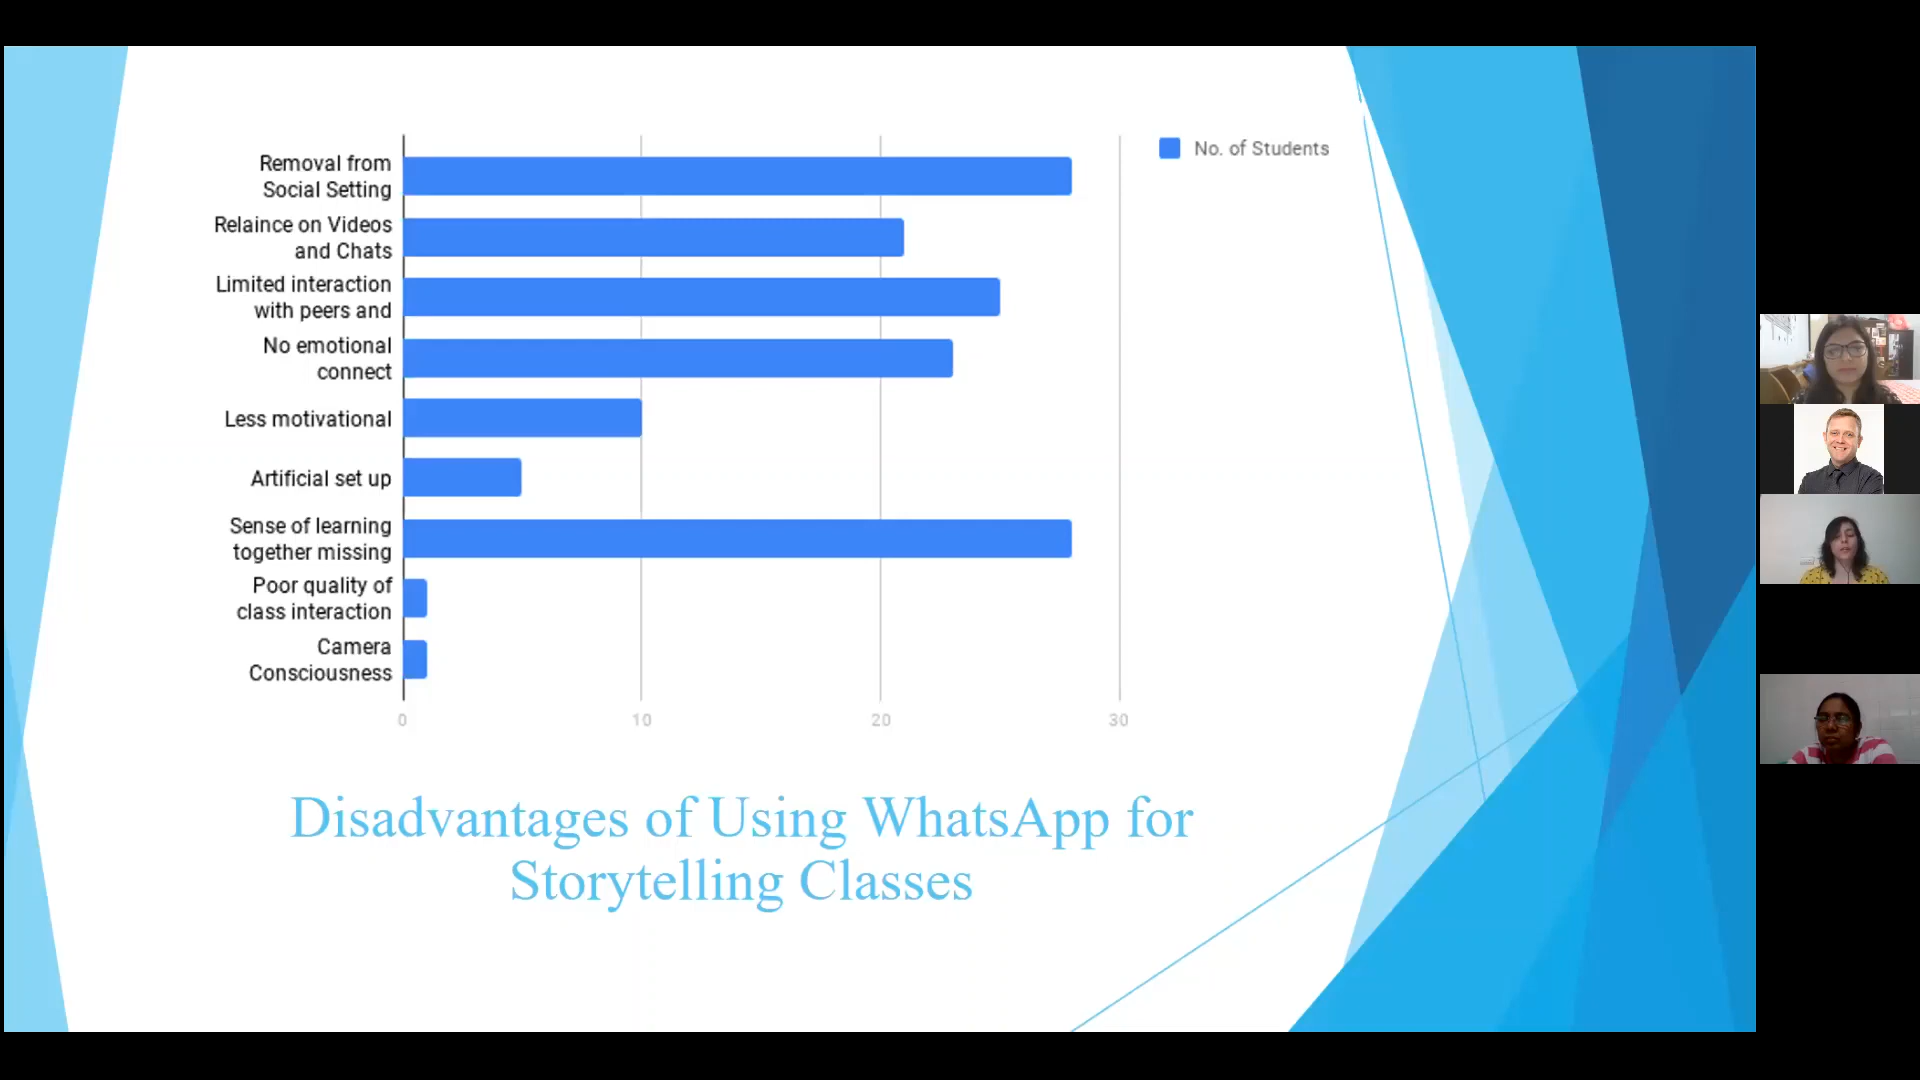 Removal from
Social Setting
Relaince on Videos
and Chats
Limited interaction
with peers and
No emotional
connect
Less motivational
Artificial set up
Sense of learning
together missing
Poor quality of
class interaction
Camera
Consciousness
0 10 20 30
No. of Students
Disadvantages of Using WhatsApp for
Storytelling Classes